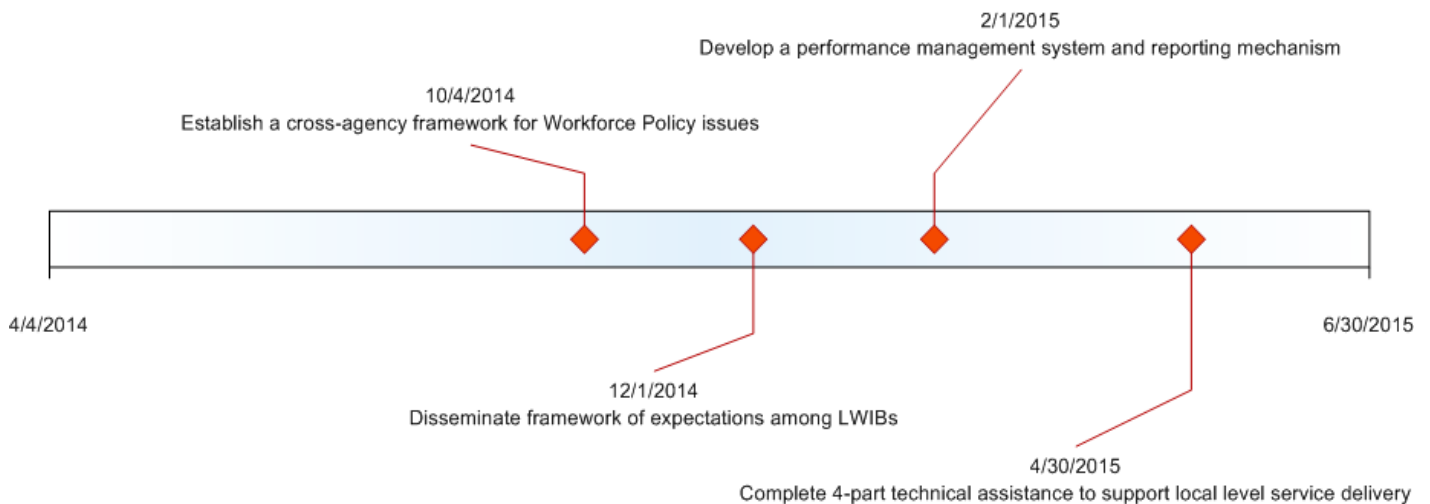 2/1/2015
Develop a performance management system and reporting mechanism
10/4/2014
Establish a cross-agency framework for Workforce Policy issues
4/4/2014
6/30/2015
12/1/2014
Disseminate framework of expectations among LWIBs
4/30/2015
Complete 4-part technical assistance to support local level service delivery